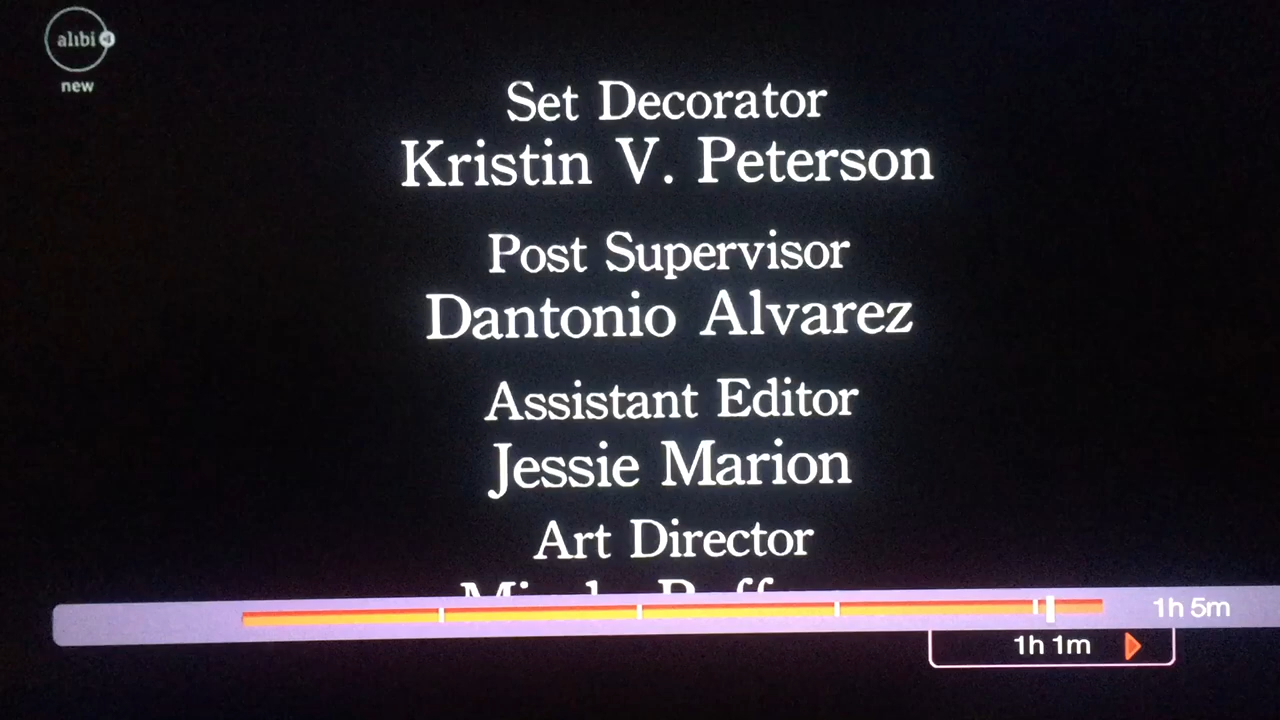 alibi
new
Set Decorator
Kristin V. Peterson
Post Supervisor
Dantonio Alvarez
Assistant Editor
Jessie Marion
Art Director
1h 5m
1h 1m